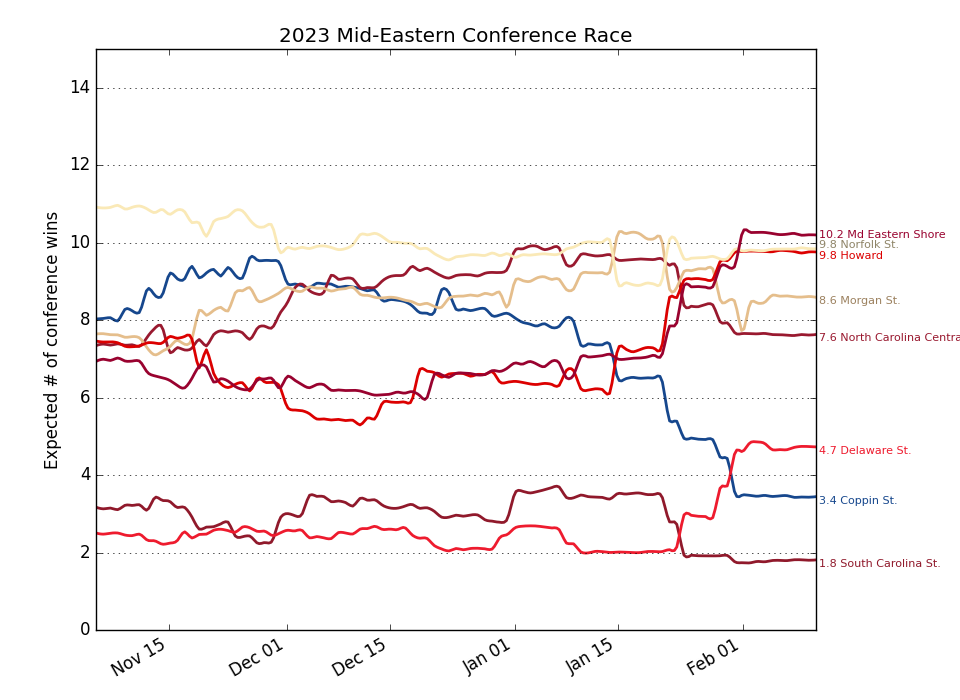 2023 Mid-Eastern Conference Race
Expected # of conference wins
14
12
10
8
6
4
2
0
Nov 15
Dec 01
Dec 15
Jan 01
Jan 15
Feb 01
10.2 Md Eastern Shore
9.8 Norfolk St.
9.8 Howard
8.6 Morgan St.
7.6 North Carolina Centra
4.7 Delaware St.
3.4 Coppin St.
1.8 South Carolina St.